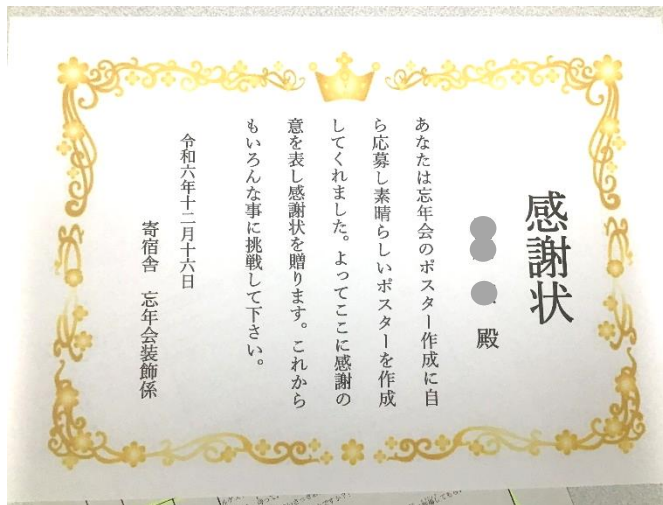 感謝状
殿
あなたは忘年会のポスター作成に自
ら応募し素晴らしいポスターを作成
してくれました。よってここに感謝の
意を表し感謝状を贈ります。これから
もいろんな事に挑戦して下さい。
令和六年十二月十六日
寄宿舎 忘年会装飾係